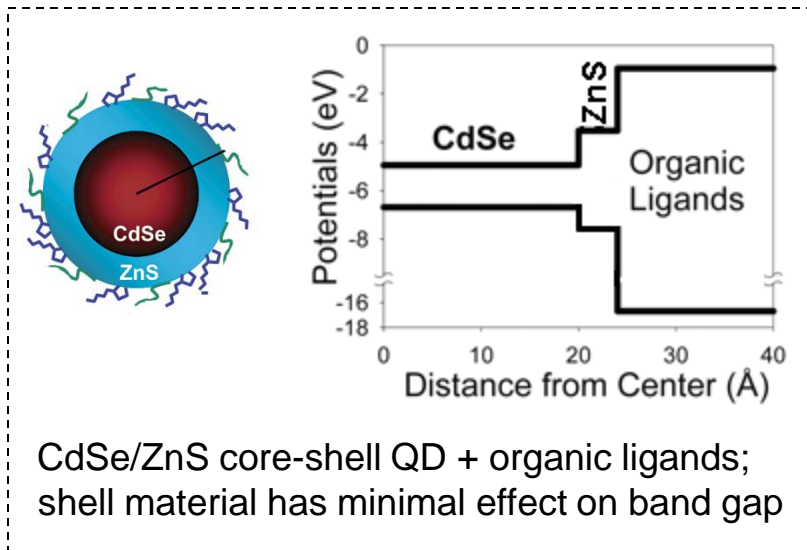 CdSe
ZnS
Potentials (eV)
0
-2
-4
-6
-8
-16
-18
CdSe
ZnS
Organic
Ligands
0 10 20 30 40
Distance from Center (Å)
CdSe/ZnS core-shell QD + organic ligands;
shell material has minimal effect on band gap